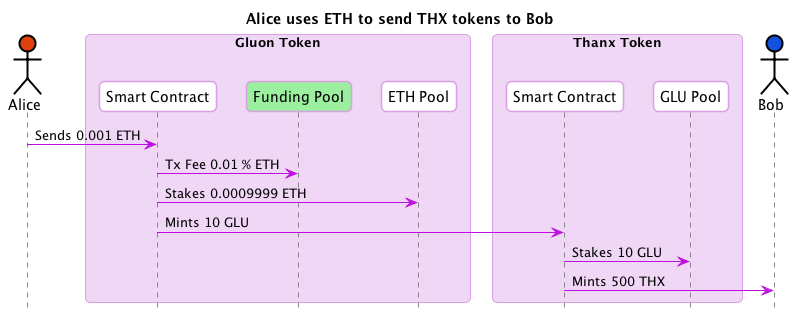 Alice uses ETH to send THX tokens to Bob
Gluon Token
Thanx Token
Alice
Smart Contract
Funding Pool
ETH Pool
Smart Contract
GLU Pool
Bob
Sends 0.001 ETH
Tx Fee 0.01 % ETH
Stakes 0.0009999 ETH
Mints 10 GLU
Stakes 10 GLU
Mints 500 THX